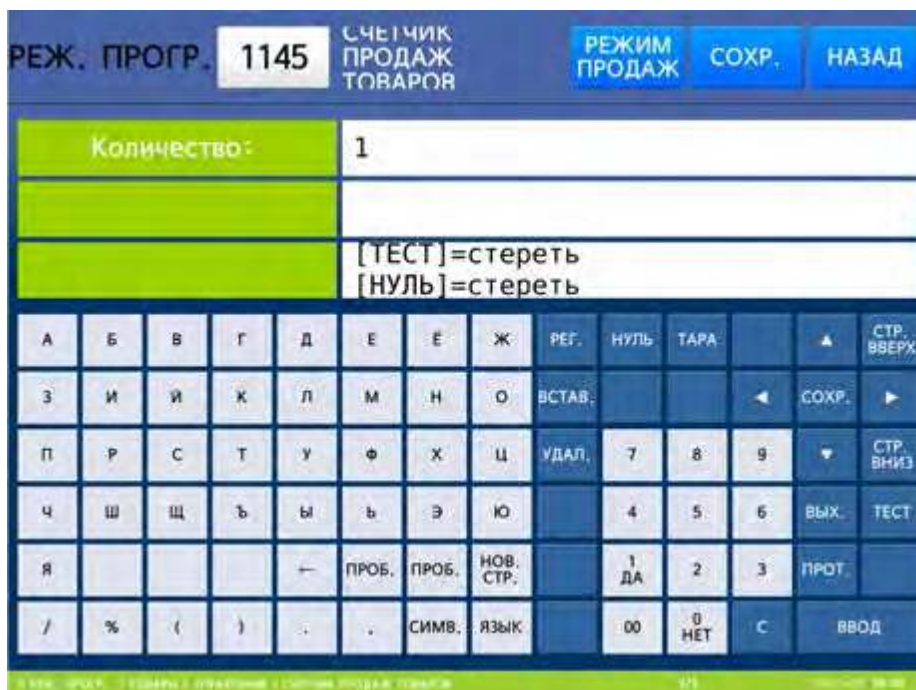 РЕЖ. ПРОГР.
1145
СЧЕТЧИК
ПРОДАЖ
ТОВАРОВ
РЕЖИМ
ПРОДАЖ
СОХР.
НАЗАД
Количество:
1
[ТЕСТ]=стереть
[НУЛЬ]=стереть
А Б В Г Д Е Ё Ж РЕГ. НУЛЬ ТАРА ▲ СТР. ВВЕРХ
З И Й К Л М Н О ВСТАВ. ◄ СОХР. ►
П Р С Т У Ф Х Ц УДАЛ. 7 8 9 ▼ СТР. ВНИЗ
Ч Ш Щ Ъ Ы Ь Э Ю 4 5 6 ВЫХ. ТЕСТ
Я ← ПРОБ. ПРОБ. НОВ. СТР. 1 ДА 2 3 ПРОТ.
/ % ( ) . , СИМВ. ЯЗЫК 00 0 НЕТ C ВВОД